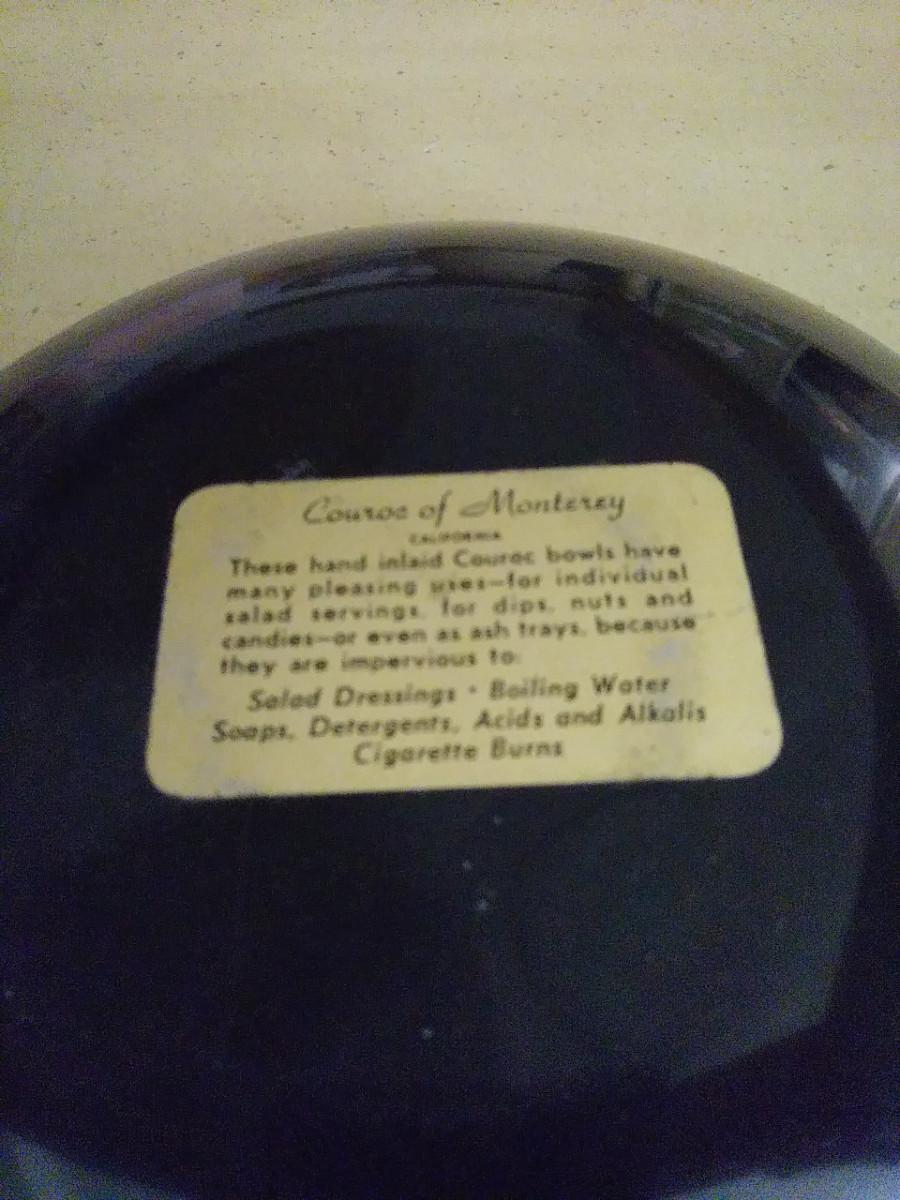 Couroc of Monterey
CALIFORNIA
These hand inlaid Couroc bowls have
many pleasing uses—for individual
salad servings, for dips, nuts and
candies—or even as ash trays, because
they are impervious to:
Salad Dressings • Boiling Water
Soaps, Detergents, Acids and Alkalis
Cigarette Burns